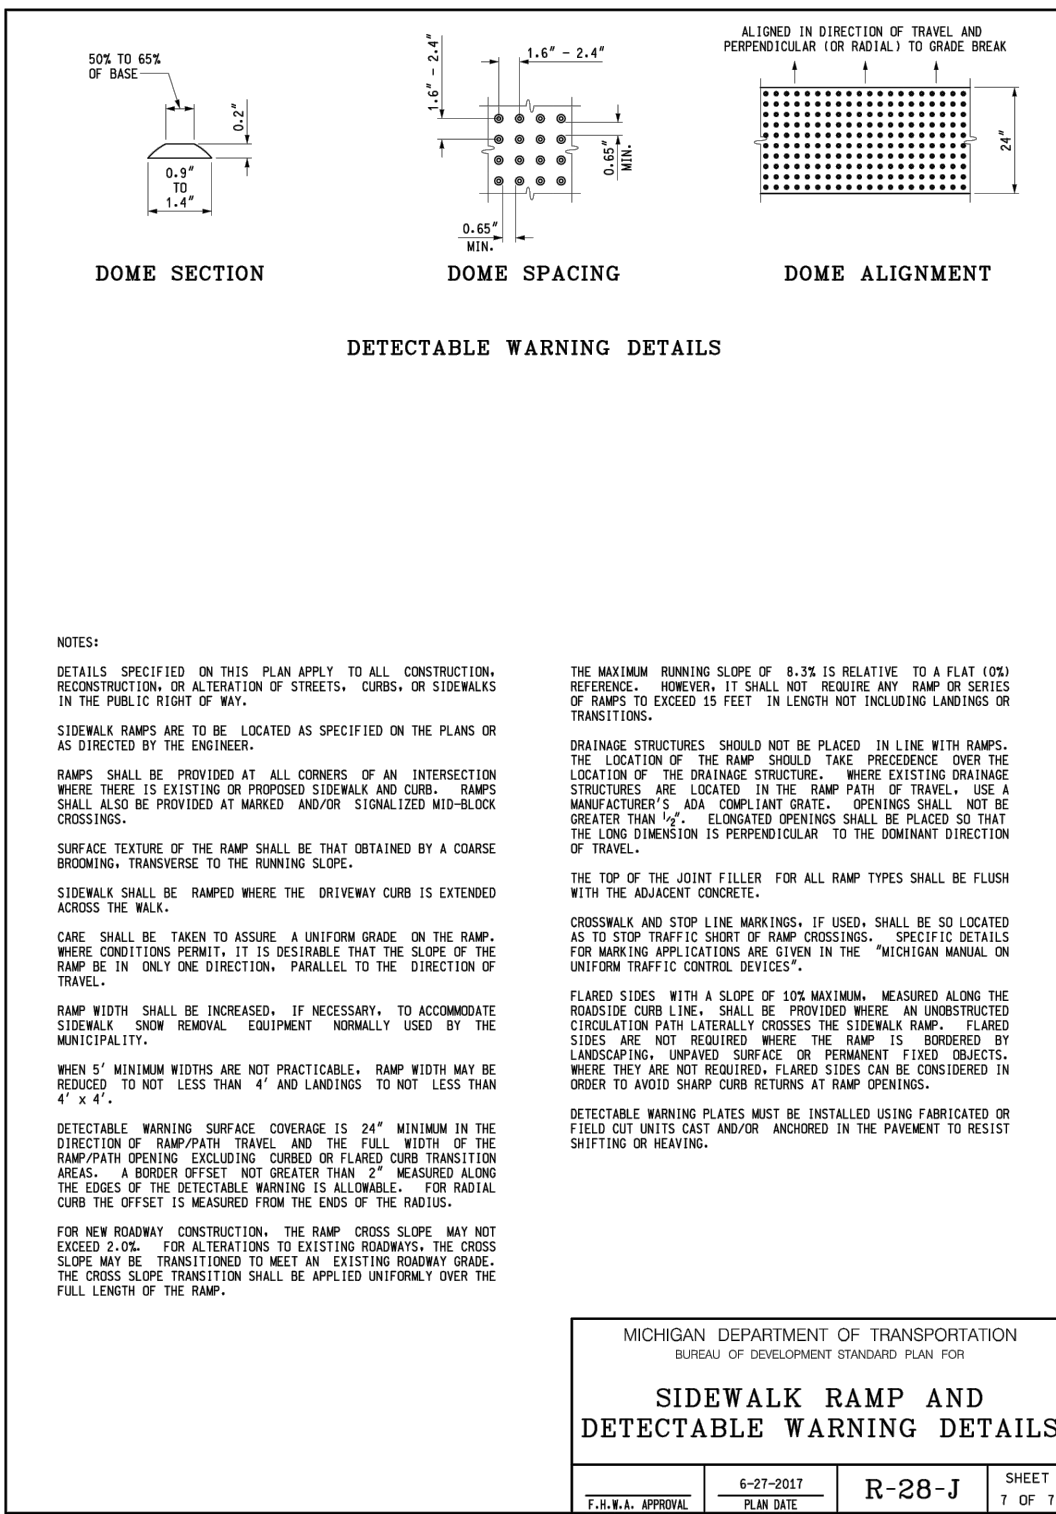 50% TO 65%
OF BASE
0.2"
0.9"
TO
1.4"
DOME SECTION
1.6" - 2.4"
1.6" - 2.4"
0.65"
MIN.
0.65"
MIN.
DOME SPACING
ALIGNED IN DIRECTION OF TRAVEL AND
PERPENDICULAR (OR RADIAL) TO GRADE BREAK
24"
DOME ALIGNMENT
DETECTABLE WARNING DETAILS
NOTES:
DETAILS SPECIFIED ON THIS PLAN APPLY TO ALL CONSTRUCTION,
RECONSTRUCTION, OR ALTERATION OF STREETS, CURBS, OR SIDEWALKS
IN THE PUBLIC RIGHT OF WAY.
SIDEWALK RAMPS ARE TO BE LOCATED AS SPECIFIED ON THE PLANS OR
AS DIRECTED BY THE ENGINEER.
RAMPS SHALL BE PROVIDED AT ALL CORNERS OF AN INTERSECTION
WHERE THERE IS EXISTING OR PROPOSED SIDEWALK AND CURB. RAMPS
SHALL ALSO BE PROVIDED AT MARKED AND/OR SIGNALIZED MID-BLOCK
CROSSINGS.
SURFACE TEXTURE OF THE RAMP SHALL BE THAT OBTAINED BY A COARSE
BROOMING, TRANSVERSE TO THE RUNNING SLOPE.
SIDEWALK SHALL BE RAMPED WHERE THE DRIVEWAY CURB IS EXTENDED
ACROSS THE WALK.
CARE SHALL BE TAKEN TO ASSURE A UNIFORM GRADE ON THE RAMP.
WHERE CONDITIONS PERMIT, IT IS DESIRABLE THAT THE SLOPE OF THE
RAMP BE IN ONLY ONE DIRECTION, PARALLEL TO THE DIRECTION OF
TRAVEL.
RAMP WIDTH SHALL BE INCREASED, IF NECESSARY, TO ACCOMMODATE
SIDEWALK SNOW REMOVAL EQUIPMENT NORMALLY USED BY THE
MUNICIPALITY.
WHEN 5' MINIMUM WIDTHS ARE NOT PRACTICABLE, RAMP WIDTH MAY BE
REDUCED TO NOT LESS THAN 4' AND LANDINGS TO NOT LESS THAN
4' x 4'.
DETECTABLE WARNING SURFACE COVERAGE IS 24" MINIMUM IN THE
DIRECTION OF RAMP/PATH TRAVEL AND THE FULL WIDTH OF THE
RAMP/PATH OPENING EXCLUDING CURBED OR FLARED CURB TRANSITION
AREAS. A BORDER OFFSET NOT GREATER THAN 2" MEASURED ALONG
THE EDGES OF THE DETECTABLE WARNING IS ALLOWABLE. FOR RADIAL
CURB THE OFFSET IS MEASURED FROM THE ENDS OF THE RADIUS.
FOR NEW ROADWAY CONSTRUCTION, THE RAMP CROSS SLOPE MAY NOT
EXCEED 2.0%. FOR ALTERATIONS TO EXISTING ROADWAYS, THE CROSS
SLOPE MAY BE TRANSITIONED TO MEET AN EXISTING ROADWAY GRADE.
THE CROSS SLOPE TRANSITION SHALL BE APPLIED UNIFORMLY OVER THE
FULL LENGTH OF THE RAMP.
THE MAXIMUM RUNNING SLOPE OF 8.3% IS RELATIVE TO A FLAT (0%)
REFERENCE. HOWEVER, IT SHALL NOT REQUIRE ANY RAMP OR SERIES
OF RAMPS TO EXCEED 15 FEET IN LENGTH NOT INCLUDING LANDINGS OR
TRANSITIONS.
DRAINAGE STRUCTURES SHOULD NOT BE PLACED IN LINE WITH RAMPS.
THE LOCATION OF THE RAMP SHOULD TAKE PRECEDENCE OVER THE
LOCATION OF THE DRAINAGE STRUCTURE. WHERE EXISTING DRAINAGE
STRUCTURES ARE LOCATED IN THE RAMP PATH OF TRAVEL, USE A
MANUFACTURER'S ADA COMPLIANT GRATE. OPENINGS SHALL NOT BE
GREATER THAN 1/2". ELONGATED OPENINGS SHALL BE PLACED SO THAT
THE LONG DIMENSION IS PERPENDICULAR TO THE DOMINANT DIRECTION
OF TRAVEL.
THE TOP OF THE JOINT FILLER FOR ALL RAMP TYPES SHALL BE FLUSH
WITH THE ADJACENT CONCRETE.
CROSSWALK AND STOP LINE MARKINGS, IF USED, SHALL BE SO LOCATED
AS TO STOP TRAFFIC SHORT OF RAMP CROSSINGS. SPECIFIC DETAILS
FOR MARKING APPLICATIONS ARE GIVEN IN THE "MICHIGAN MANUAL ON
UNIFORM TRAFFIC CONTROL DEVICES".
FLARED SIDES WITH A SLOPE OF 10% MAXIMUM, MEASURED ALONG THE
ROADSIDE CURB LINE, SHALL BE PROVIDED WHERE AN UNOBSTRUCTED
CIRCULATION PATH LATERALLY CROSSES THE SIDEWALK RAMP. FLARED
SIDES ARE NOT REQUIRED WHERE THE RAMP IS BORDERED BY
LANDSCAPING, UNPAVED SURFACE OR PERMANENT FIXED OBJECTS.
WHERE THEY ARE NOT REQUIRED, FLARED SIDES CAN BE CONSIDERED IN
ORDER TO AVOID SHARP CURB RETURNS AT RAMP OPENINGS.
DETECTABLE WARNING PLATES MUST BE INSTALLED USING FABRICATED OR
FIELD CUT UNITS CAST AND/OR ANCHORED IN THE PAVEMENT TO RESIST
SHIFTING OR HEAVING.
MICHIGAN DEPARTMENT OF TRANSPORTATION
BUREAU OF DEVELOPMENT STANDARD PLAN FOR
SIDEWALK RAMP AND
DETECTABLE WARNING DETAILS
F.H.W.A. APPROVAL
6-27-2017
PLAN DATE
R-28-J
SHEET
7 OF 7